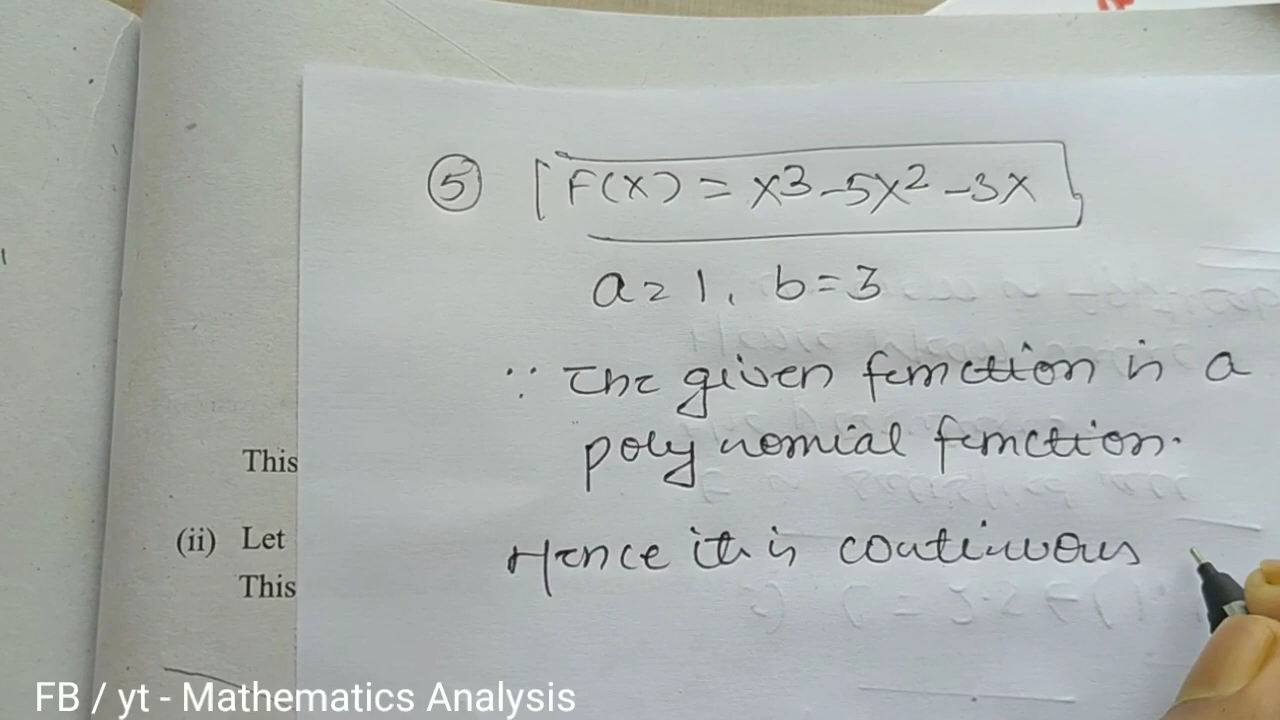 ⑤ F(x) = x³ - 5x² - 3x
a = 1, b = 3
∵ The given function is a
polynomial function.
Hence it is continuous
This
(ii) Let
This
FB / yt - Mathematics Analysis